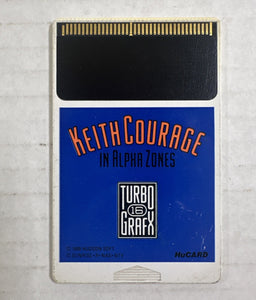 KEITH COURAGE
IN ALPHA ZONES
TURBO
16
GRAFX
HuCARD